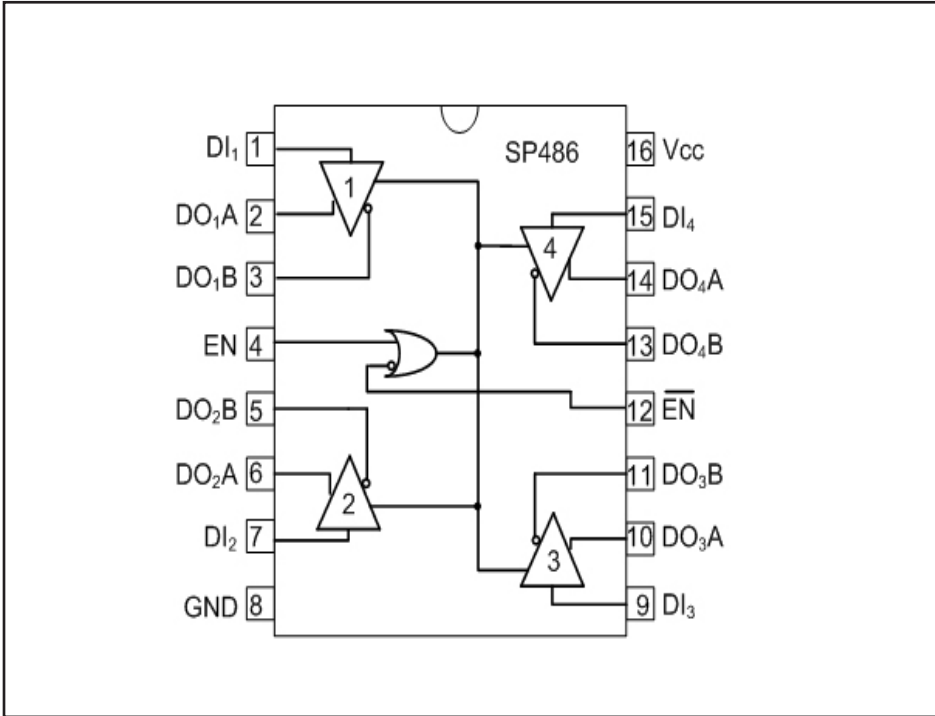 SP486
DI₁ 1
DO₁A 2
DO₁B 3
EN 4
DO₂B 5
DO₂A 6
DI₂ 7
GND 8
16 Vcc
15 DI₄
14 DO₄A
13 DO₄B
12 E̅N̅
11 DO₃B
10 DO₃A
9 DI₃
1
4
2
3